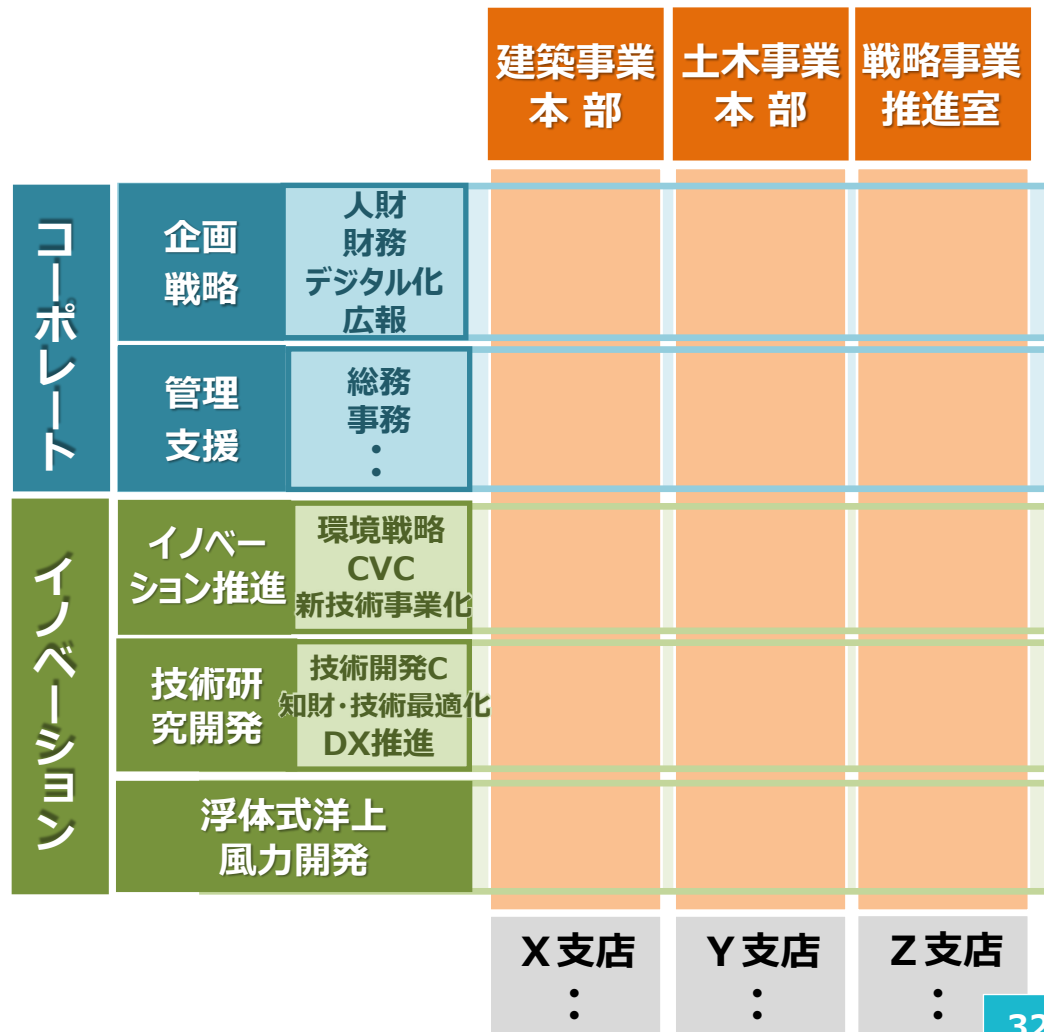 建築事業
本 部
土木事業
本 部
戦略事業
推進室
コーポレート
企画
戦略
人財
財務
デジタル化
広報
管理
支援
総務
事務
:
イノベーション
イノベー
ション推進
環境戦略
CVC
新技術事業化
技術研
究開発
技術開発C
知財・技術最適化
DX推進
浮体式洋上
風力開発
X支店
:
Y支店
:
Z支店
:
32